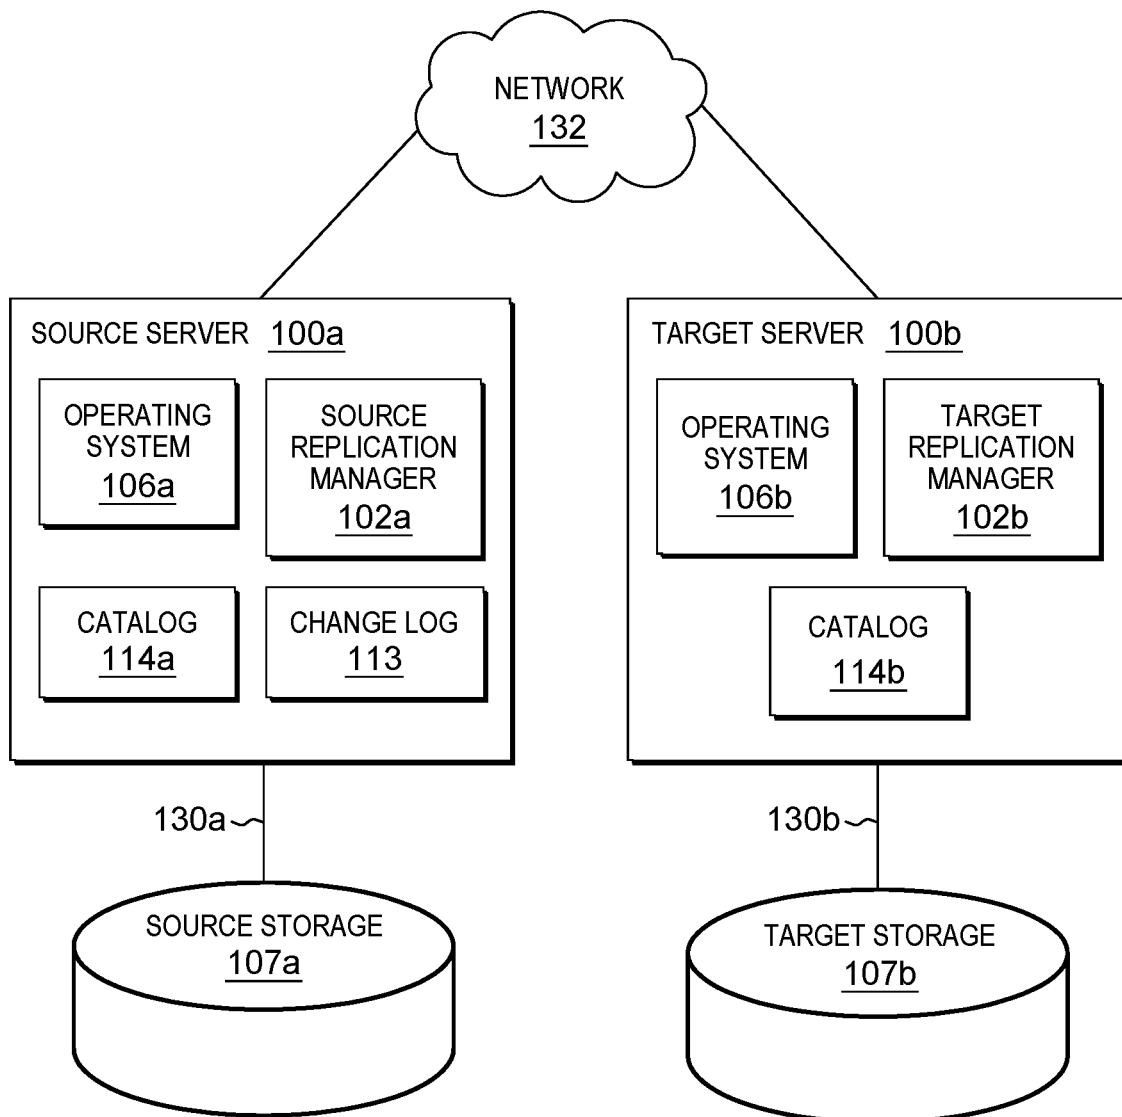 NETWORK
132
SOURCE SERVER 100a
OPERATING
SYSTEM
106a
SOURCE
REPLICATION
MANAGER
102a
CATALOG
114a
CHANGE LOG
113
TARGET SERVER 100b
OPERATING
SYSTEM
106b
TARGET
REPLICATION
MANAGER
102b
CATALOG
114b
130a
130b
SOURCE STORAGE
107a
TARGET STORAGE
107b